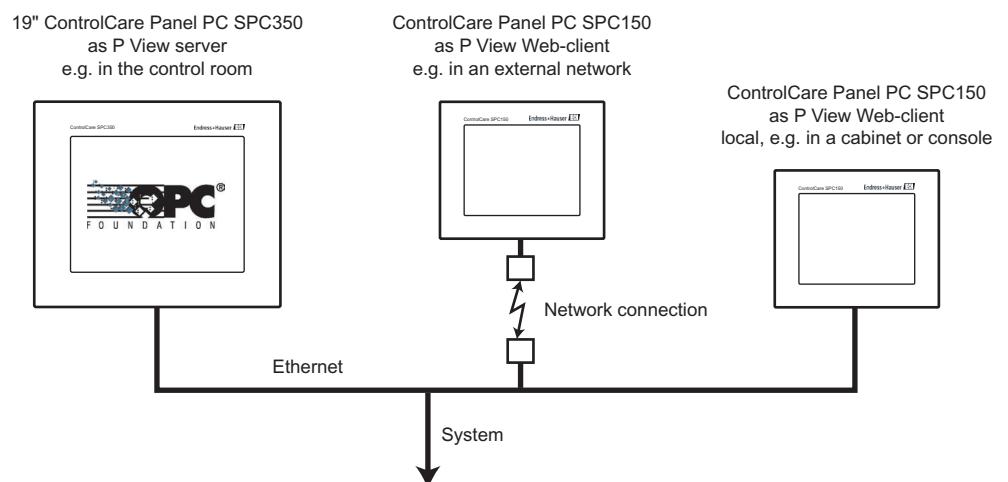 19" ControlCare Panel PC SPC350
as P View server
e.g. in the control room
ControlCare Panel PC SPC150
as P View Web-client
e.g. in an external network
ControlCare Panel PC SPC150
as P View Web-client
local, e.g. in a cabinet or console
ControlCare SPC350
Endress+Hauser
OPC®
FOUNDATION
ControlCare SPC150
Endress+Hauser
ControlCare SPC150
Endress+Hauser
Network connection
Ethernet
System